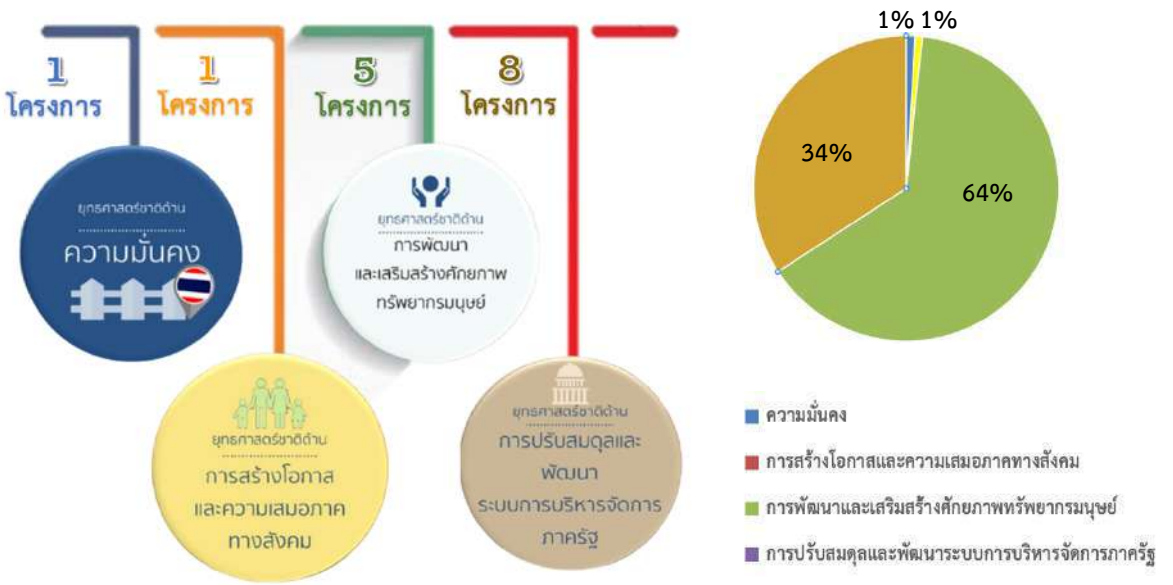 1
โครงการ
1
โครงการ
5
โครงการ
8
โครงการ
ยุทธศาสตร์ชาติด้าน
ความมั่นคง
ยุทธศาสตร์ชาติด้าน
การสร้างโอกาส
และความเสมอภาค
ทางสังคม
ยุทธศาสตร์ชาติด้าน
การพัฒนา
และเสริมสร้างศักยภาพ
ทรัพยากรมนุษย์
ยุทธศาสตร์ชาติด้าน
การปรับสมดุลและ
พัฒนา
ระบบการบริหารจัดการ
ภาครัฐ
1% 1%
34%
64%
ความมั่นคง
การสร้างโอกาสและความเสมอภาคทางสังคม
การพัฒนาและเสริมสร้างศักยภาพทรัพยากรมนุษย์
การปรับสมดุลและพัฒนาระบบการบริหารจัดการภาครัฐ